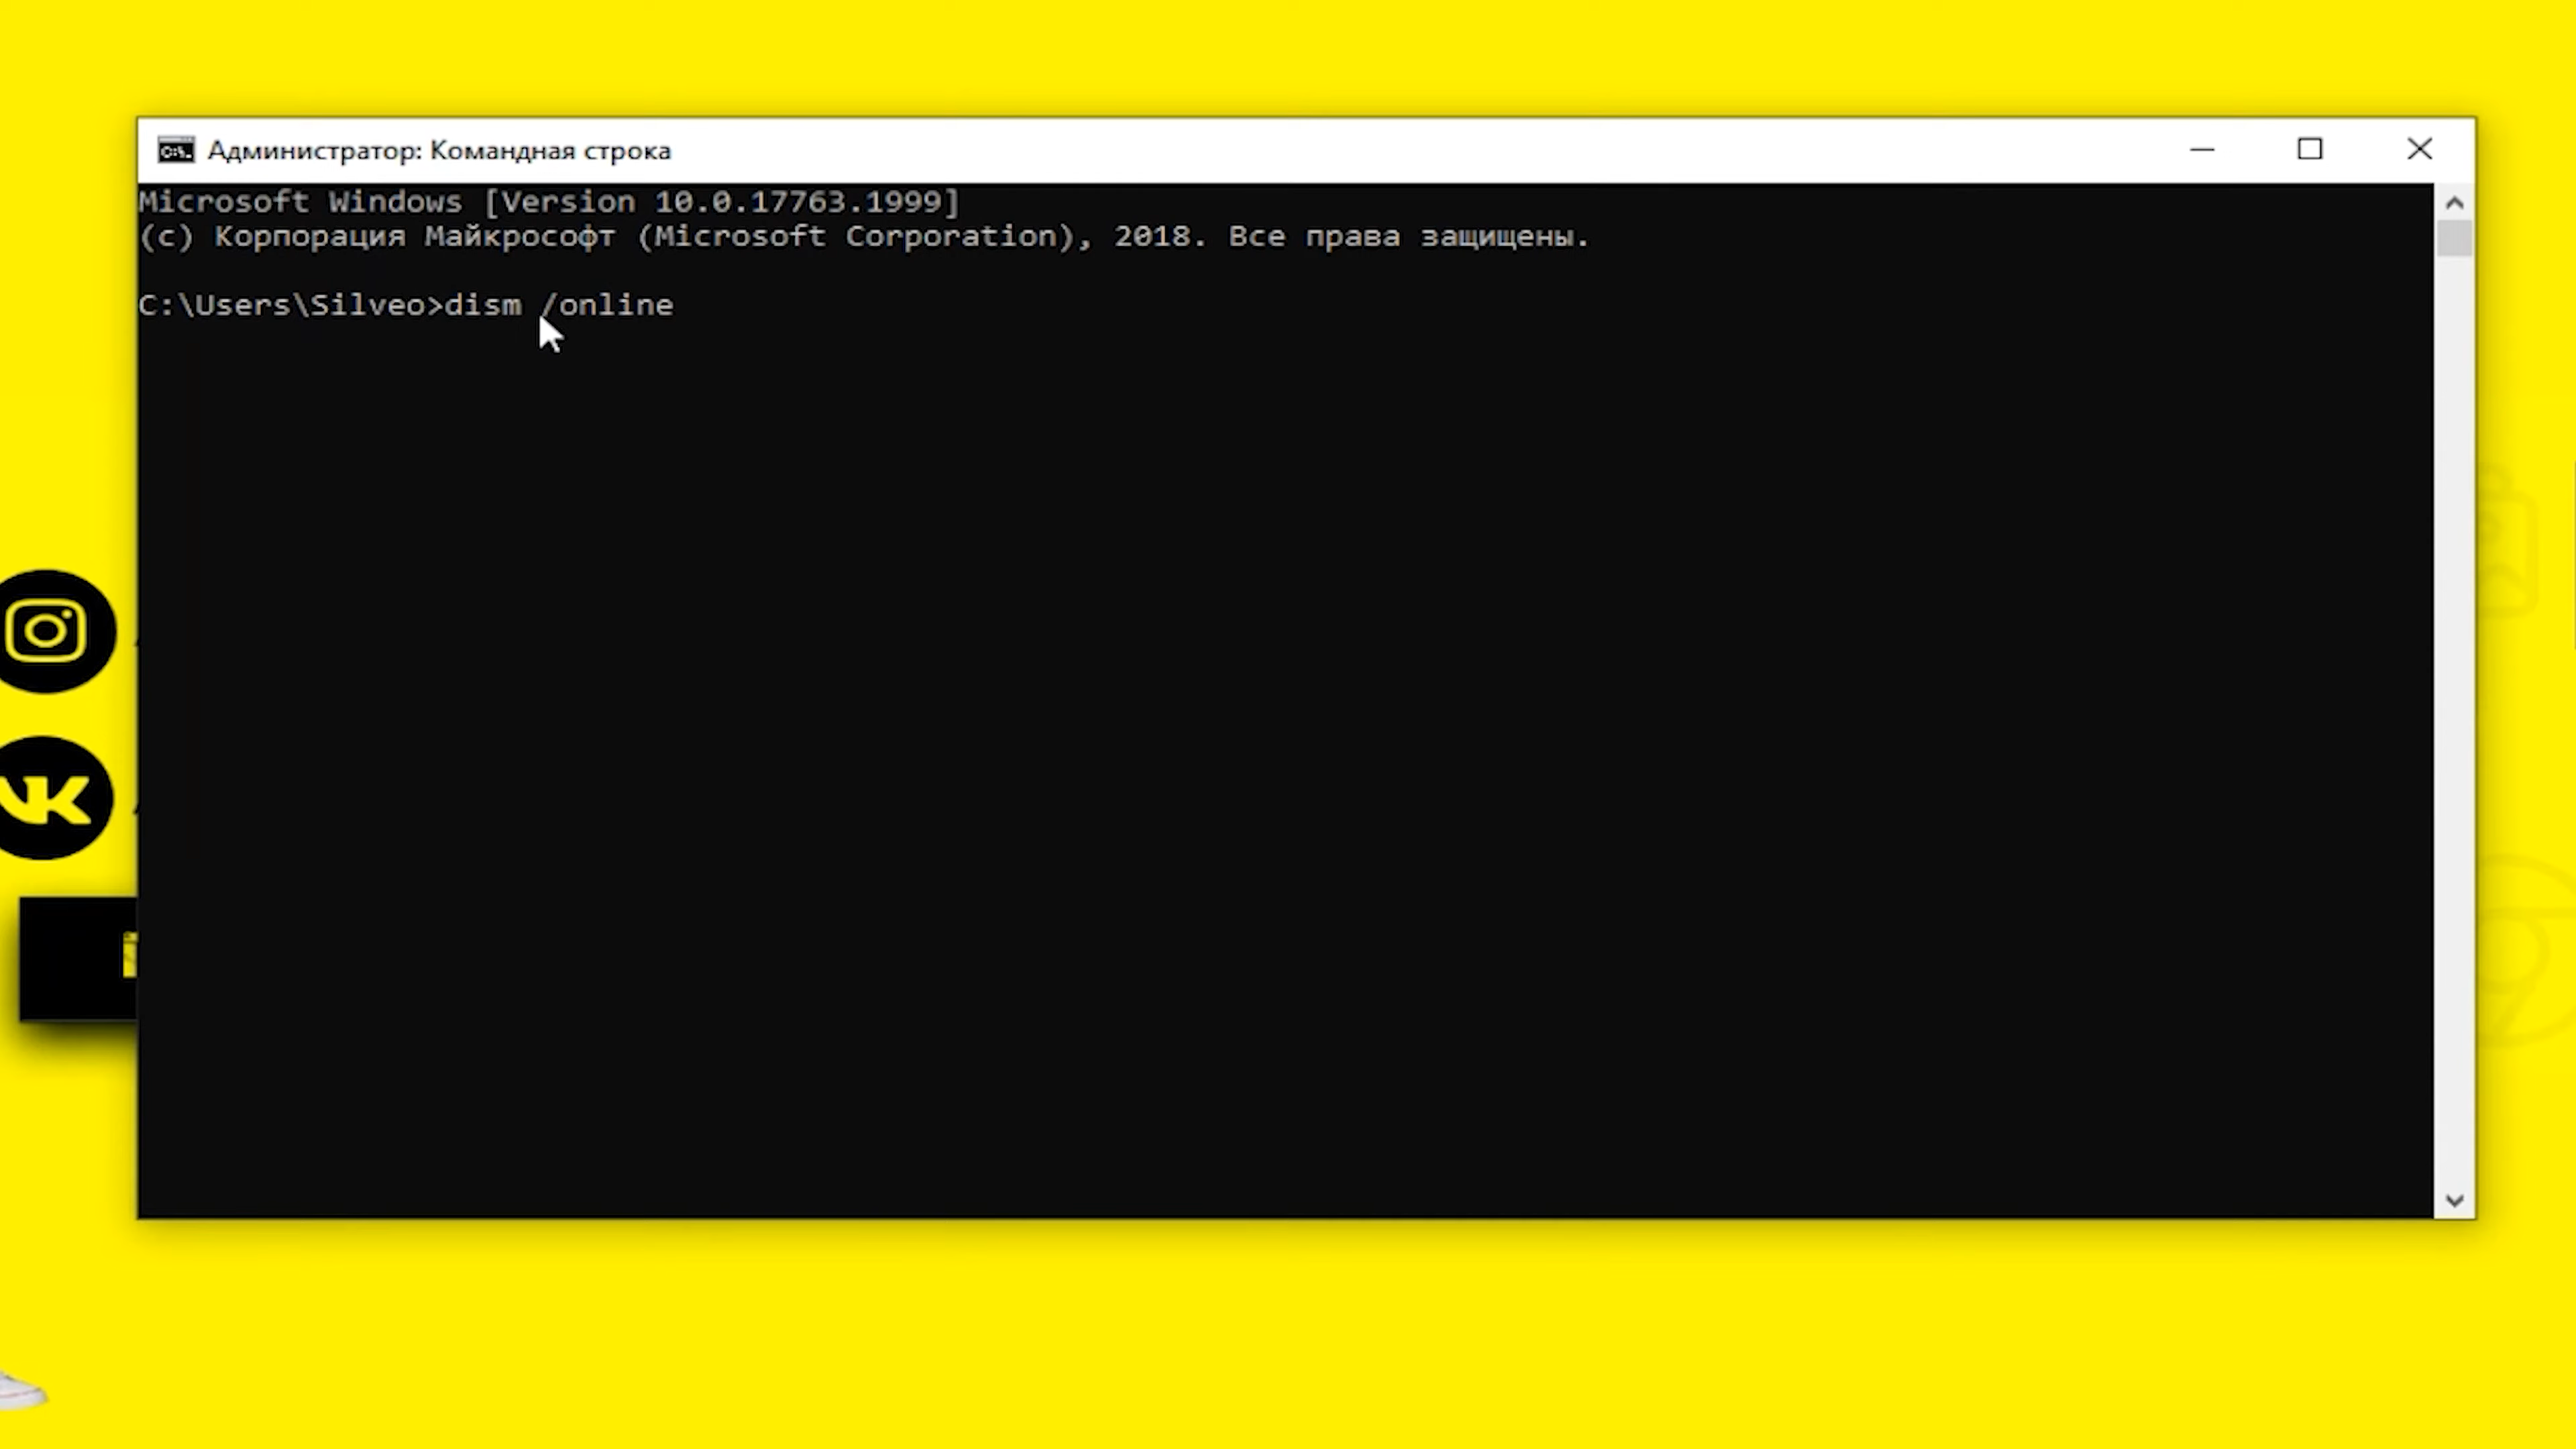 Администратор: Командная строка
Microsoft Windows [Version 10.0.17763.1999]
(c) Корпорация Майкрософт (Microsoft Corporation), 2018. Все права защищены.
C:\Users\Silveo>dism /online